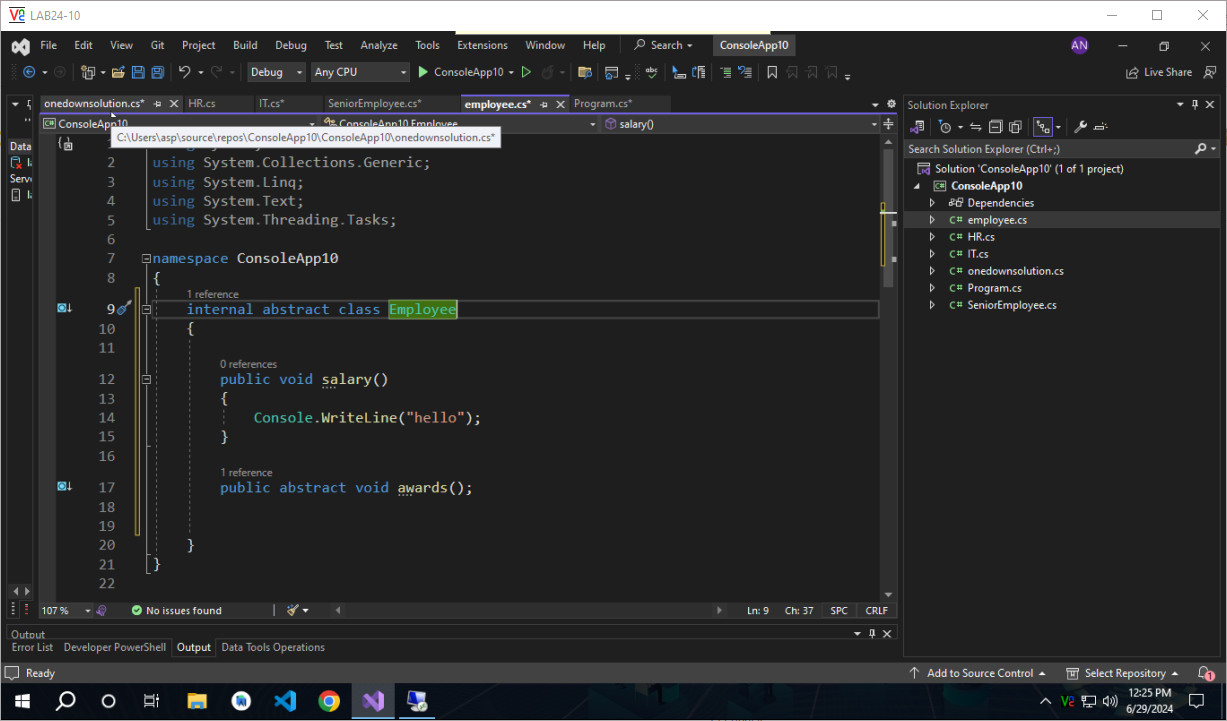 LAB24-10
File Edit View Git Project Build Debug Test Analyze Tools Extensions Window Help Search ConsoleApp10 AN
Debug Any CPU ConsoleApp10 Live Share
onedownsolution.cs* HR.cs IT.cs* SeniorEmployee.cs* employee.cs* Program.cs*
ConsoleApp10 ConsoleApp10.Employee salary()
C:\Users\asp\source\repos\ConsoleApp10\ConsoleApp10\onedownsolution.cs*
Data
Serve
2 using System.Collections.Generic;
3 using System.Linq;
4 using System.Text;
5 using System.Threading.Tasks;
6
7 namespace ConsoleApp10
8 {
1 reference
9 internal abstract class Employee
10 {
11
0 references
12 public void salary()
13 {
14 Console.WriteLine("hello");
15 }
16
1 reference
17 public abstract void awards();
18
19
20 }
21 }
22
107 % No issues found Ln: 9 Ch: 37 SPC CRLF
Output
Error List Developer PowerShell Output Data Tools Operations
Solution Explorer
Search Solution Explorer (Ctrl+;)
Solution 'ConsoleApp10' (1 of 1 project)
ConsoleApp10
Dependencies
C# employee.cs
C# HR.cs
C# IT.cs
C# onedownsolution.cs
C# Program.cs
C# SeniorEmployee.cs
Ready Add to Source Control Select Repository 1
12:25 PM
6/29/2024